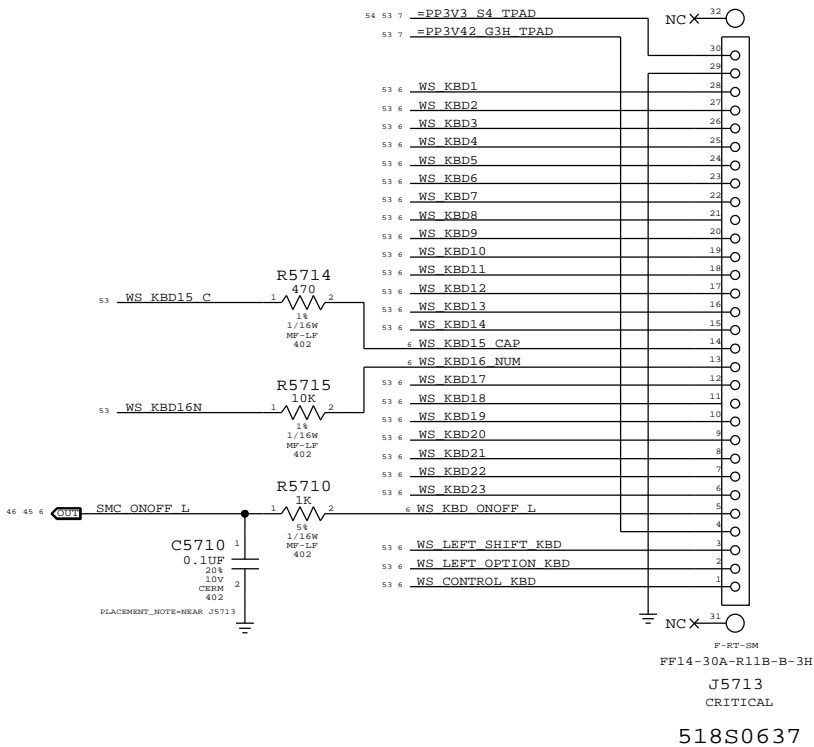 54 53 7 =PP3V3_S4_TPAD
NC 32
53 7 =PP3V42_G3H_TPAD
30
29
53 6 WS_KBD1 28
53 6 WS_KBD2 27
53 6 WS_KBD3 26
53 6 WS_KBD4 25
53 6 WS_KBD5 24
53 6 WS_KBD6 23
53 6 WS_KBD7 22
53 6 WS_KBD8 21
53 6 WS_KBD9 20
53 6 WS_KBD10 19
53 6 WS_KBD11 18
53 6 WS_KBD12 17
53 6 WS_KBD13 16
53 6 WS_KBD14 15
R5714
470
53 WS_KBD15_C 1 2
1%
1/16W
MF-LF
402
6 WS_KBD15_CAP 14
6 WS_KBD16_NUM 13
53 6 WS_KBD17 12
53 6 WS_KBD18 11
53 6 WS_KBD19 10
53 6 WS_KBD20 9
53 6 WS_KBD21 8
53 6 WS_KBD22 7
53 6 WS_KBD23 6
R5715
10K
53 WS_KBD16N 1 2
1%
1/16W
MF-LF
402
R5710
1K
46 45 6 OUT SMC_ONOFF_L 1 2 6 WS_KBD_ONOFF_L 5
5%
1/16W
MF-LF
402
4
C5710 1
0.1UF
20%
10V 2
CERM
402
PLACEMENT_NOTE=NEAR J5713
53 6 WS_LEFT_SHIFT_KBD 3
53 6 WS_LEFT_OPTION_KBD 2
53 6 WS_CONTROL_KBD 1
NC 31
F-RT-SM
FF14-30A-R11B-B-3H
J5713
CRITICAL
518S0637